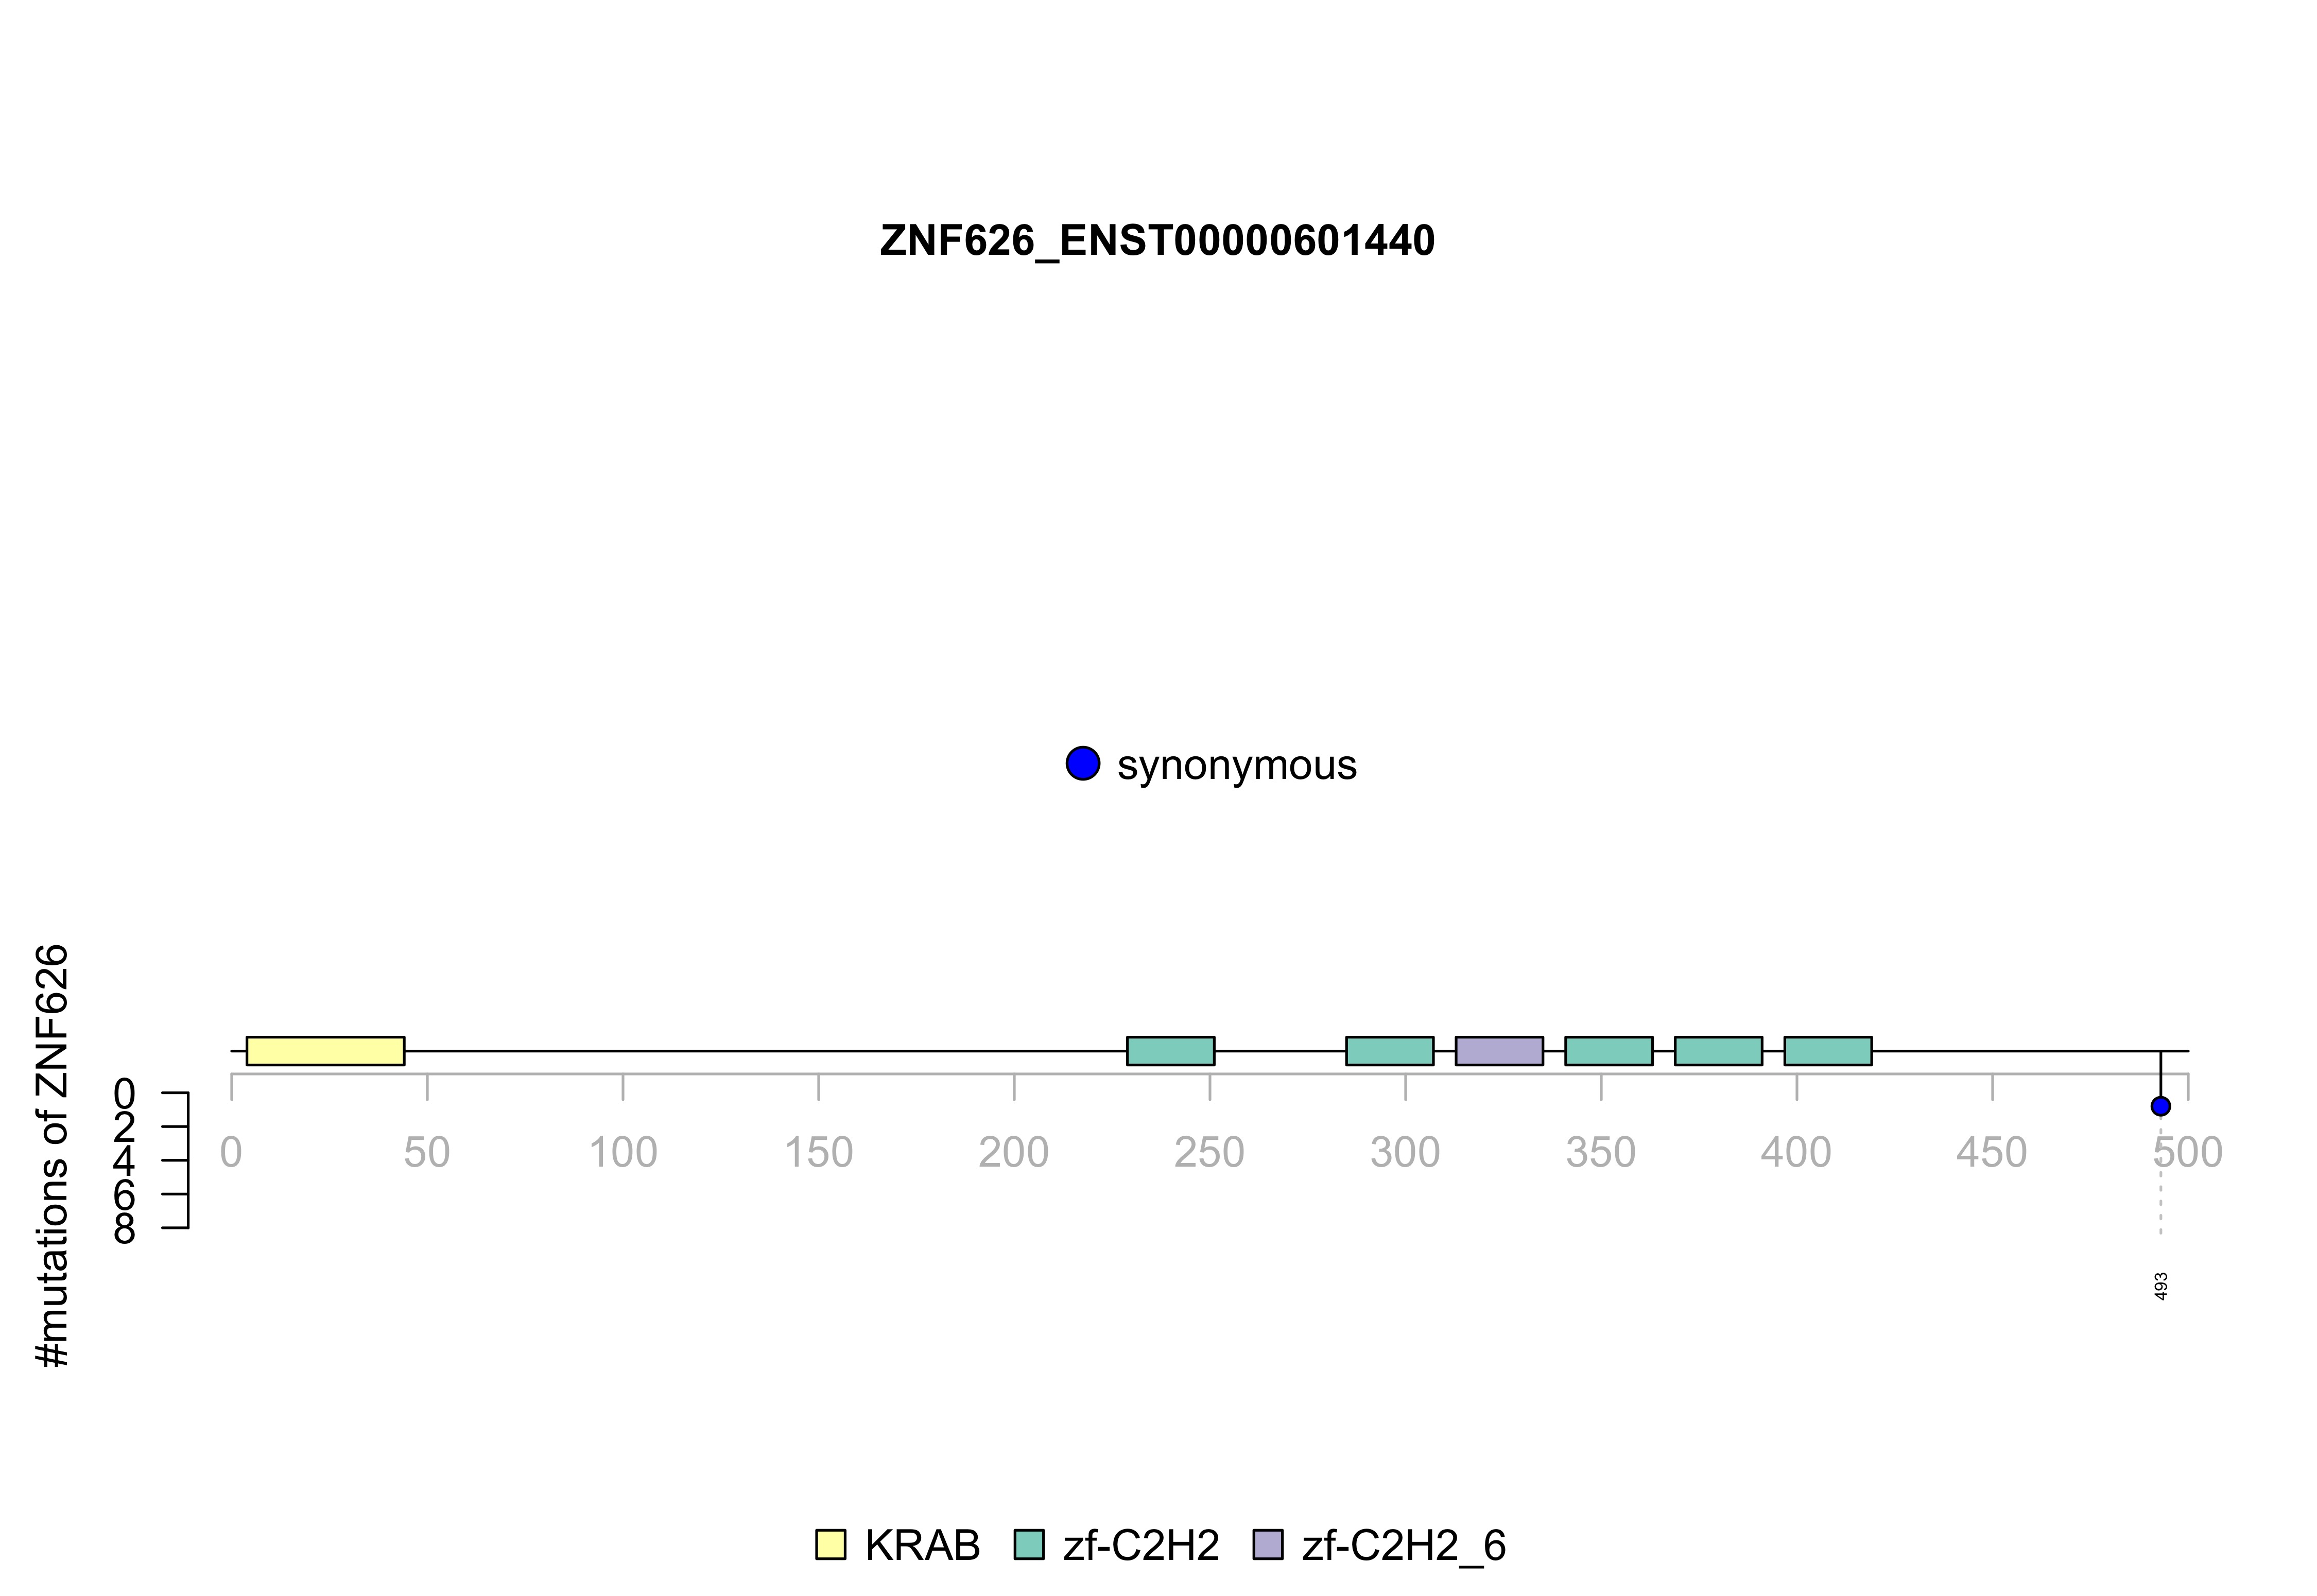 ZNF626_ENST00000601440
synonymous
#mutations of ZNF626
0
2
4
6
8
0 50 100 150 200 250 300 350 400 450 500
493
KRAB zf-C2H2 zf-C2H2_6